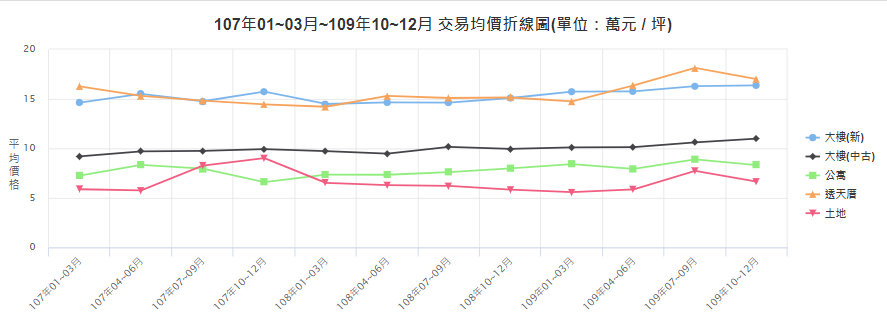 107年01~03月~109年10~12月 交易均價折線圖(單位：萬元 / 坪)
20
15
10
5
0
平均價格
107年01~03月
107年04~06月
107年07~09月
107年10~12月
108年01~03月
108年04~06月
108年07~09月
108年10~12月
109年01~03月
109年04~06月
109年07~09月
109年10~12月
大樓(新)
大樓(中古)
公寓
透天厝
土地